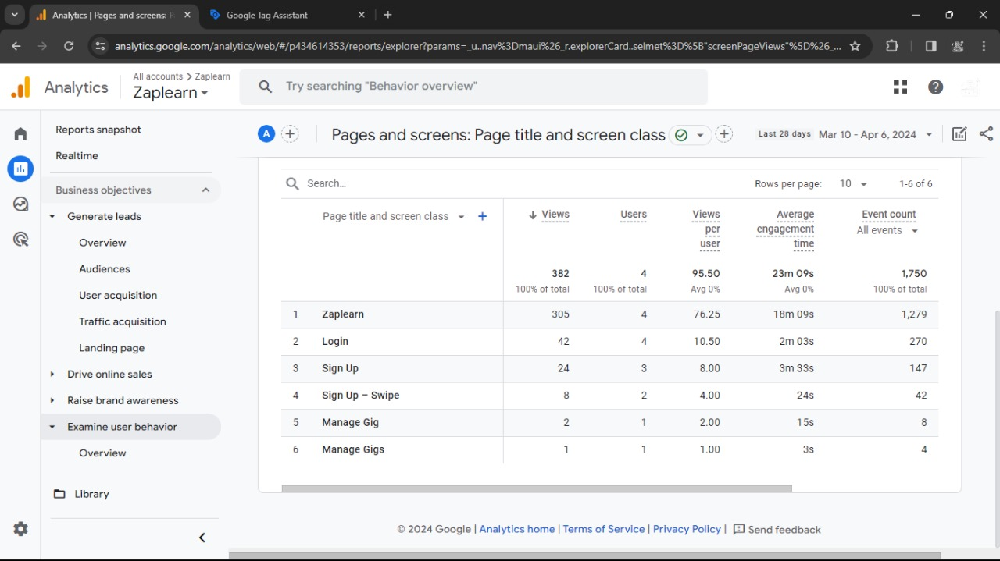 Analytics | Pages and screens: P
Google Tag Assistant
analytics.google.com/analytics/web/#/p434614353/reports/explorer?params=_u..nav%3Dmaui%26_r.explorerCard..selmet%3D%5B"screenPageViews"%5D%26_...
Analytics
All accounts > Zaplearn
Zaplearn
Try searching "Behavior overview"
Reports snapshot
Realtime
Business objectives
Generate leads
Overview
Audiences
User acquisition
Traffic acquisition
Landing page
Drive online sales
Raise brand awareness
Examine user behavior
Overview
Library
A
Pages and screens: Page title and screen class
Last 28 days Mar 10 - Apr 6, 2024
Search...
Rows per page: 10 1-6 of 6
Page title and screen class
Views
Users
Views per user
Average engagement time
Event count
All events
382 4 95.50 23m 09s 1,750
100% of total 100% of total Avg 0% Avg 0% 100% of total
1 Zaplearn 305 4 76.25 18m 09s 1,279
2 Login 42 4 10.50 2m 03s 270
3 Sign Up 24 3 8.00 3m 33s 147
4 Sign Up – Swipe 8 2 4.00 24s 42
5 Manage Gig 2 1 2.00 15s 8
6 Manage Gigs 1 1 1.00 3s 4
© 2024 Google | Analytics home | Terms of Service | Privacy Policy | Send feedback